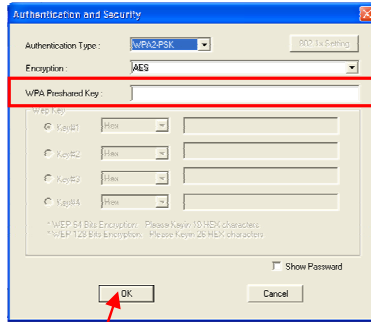 Authentication and Security
Authentication Type : WPA2-PSK 802.1x Setting
Encryption : AES
WPA Preshared Key :
Wep Key
Key#1 Hex
Key#2 Hex
Key#3 Hex
Key#4 Hex
* WEP 64 Bits Encryption: Please Keyin 10 HEX characters
* WEP 128 Bits Encryption: Please Keyin 26 HEX characters
Show Password
OK Cancel